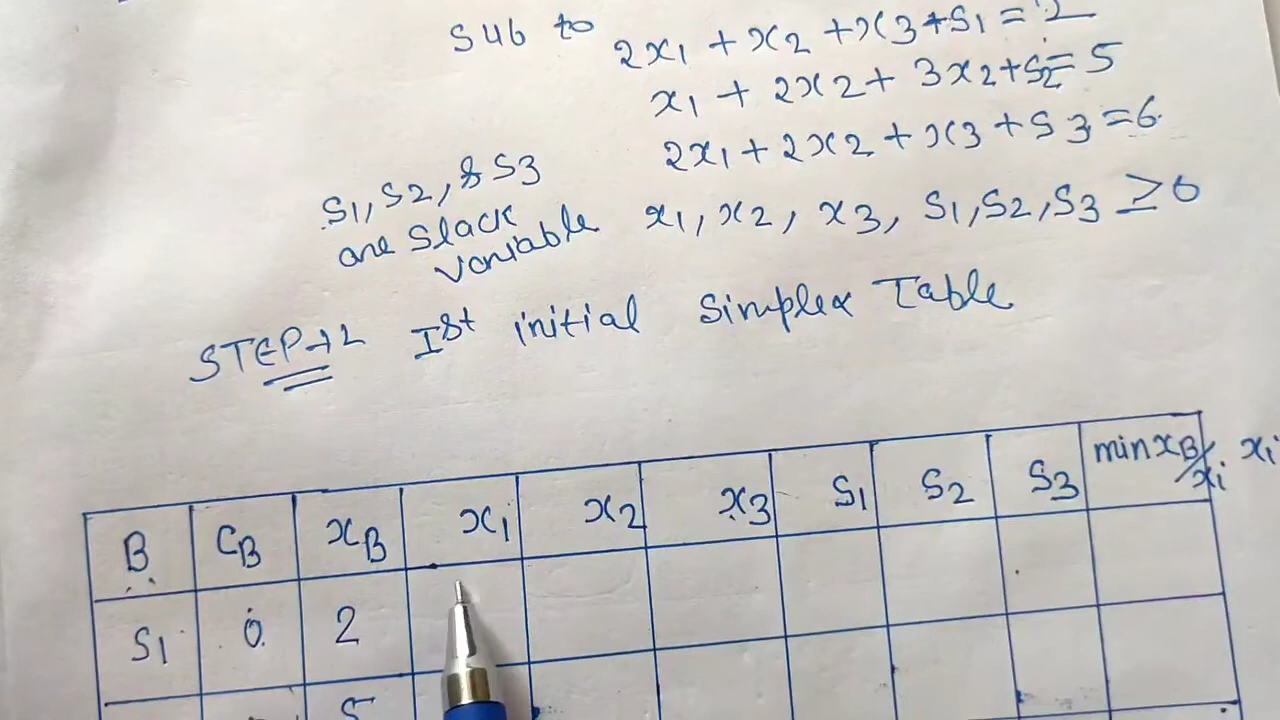 Sub to 2x1 + x2 + x3 + S1 = 2
x1 + 2x2 + 3x2 + S2 = 5
2x1 + 2x2 + x3 + S3 = 6
S1, S2, & S3
are Slack
variable
x1, x2, x3, S1, S2, S3 ≥ 0
STEP → 2 Ist initial Simplex Table
B CB xB x1 x2 x3 S1 S2 S3 min xB/xi xi
S1 0 2
5